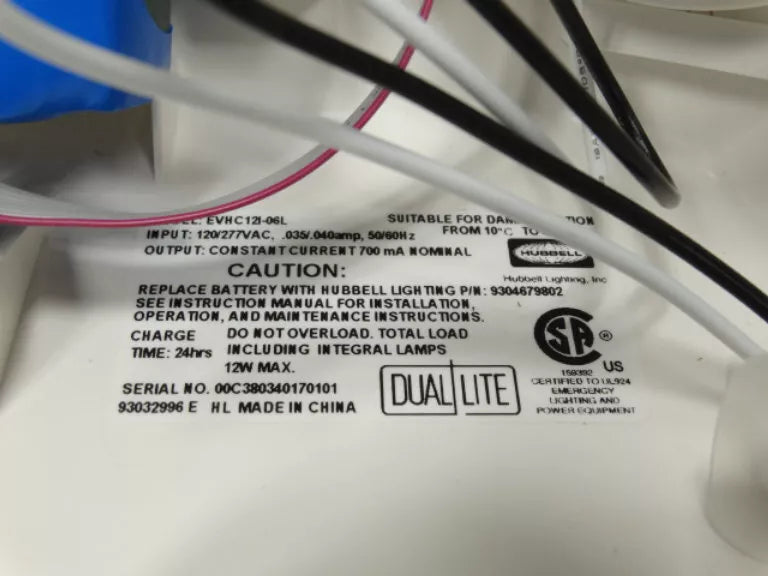 EVHC12I-06L
SUITABLE FOR
INPUT: 120/277VAC, .035/.040amp, 50/60Hz
FROM 10°C TO
OUTPUT: CONSTANT CURRENT 700 mA NOMINAL
HUBBELL
Hubbell Lighting, Inc
CAUTION:
REPLACE BATTERY WITH HUBBELL LIGHTING P/N: 9304679802
SEE INSTRUCTION MANUAL FOR INSTALLATION,
OPERATION, AND MAINTENANCE INSTRUCTIONS.
CHARGE
TIME: 24hrs
DO NOT OVERLOAD. TOTAL LOAD
INCLUDING INTEGRAL LAMPS
12W MAX.
SERIAL NO. 00C380340170101
93032996 E HL MADE IN CHINA
DUAL LITE
SA ®
US
CERTIFIED TO UL924
EMERGENCY
LIGHTING AND
POWER EQUIPMENT